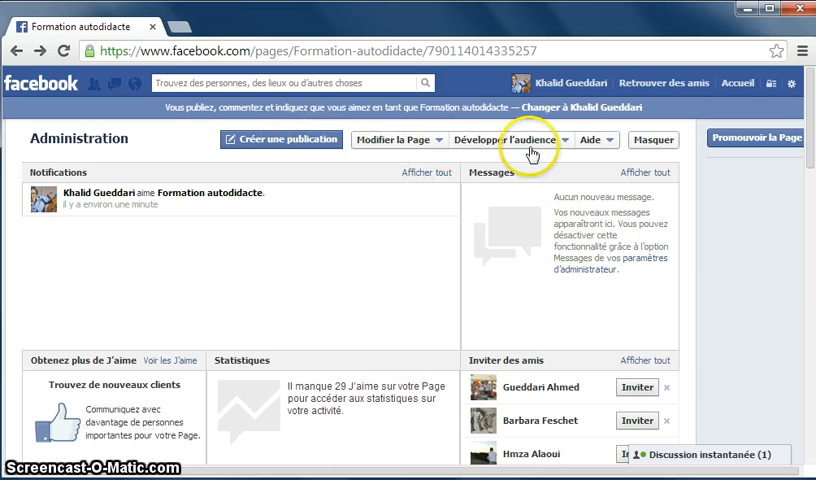 Formation autodidacte
https://www.facebook.com/pages/Formation-autodidacte/790114014335257
facebook
Trouvez des personnes, des lieux ou d'autres choses
Khalid Gueddari
Retrouver des amis
Accueil
Vous publiez, commentez et indiquez que vous aimez en tant que Formation autodidacte — Changer à Khalid Gueddari
Administration
Créer une publication
Modifier la Page
Développer l'audience
Aide
Masquer
Promouvoir la Page
Notifications
Afficher tout
Khalid Gueddari aime Formation autodidacte.
il y a environ une minute
Messages
Afficher tout
Aucun nouveau message.
Vos nouveaux messages
apparaîtront ici. Vous pouvez
désactiver cette
fonctionnalité grâce à l'option
Messages de vos paramètres
d'administrateur.
Obtenez plus de J'aime
Voir les J'aime
Trouvez de nouveaux clients
Communiquez avec
davantage de personnes
importantes pour votre Page.
Statistiques
Il manque 29 J'aime sur votre Page
pour accéder aux statistiques sur
votre activité.
Inviter des amis
Afficher tout
Gueddari Ahmed
Inviter
Barbara Feschet
Inviter
Hmza Alaoui
Discussion instantanée (1)
Screencast-O-Matic.com